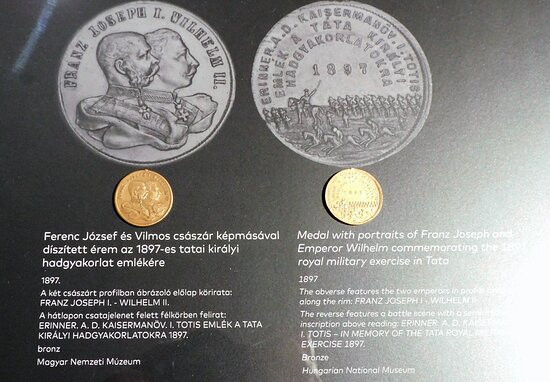 FRANZ JOSEPH I. WILHELM II.
ERINNER. A. D. KAISERMANÖV. I. TOTIS
EMLÉK A TATA KIRÁLYI
HADGYAKORLATOKRA
1897
Ferenc József és Vilmos császár képmásával
díszített érem az 1897-es tatai királyi
hadgyakorlat emlékére
1897.
A két császárt profilban ábrázoló előlap körirata:
FRANZ JOSEPH I. - WILHELM II.
A hátlapon csatajelenet felett félkörben felirat:
ERINNER. A. D. KAISERMANÖV. I. TOTIS EMLÉK A TATA
KIRÁLYI HADGYAKORLATOKRA 1897.
bronz
Magyar Nemzeti Múzeum
Medal with portraits of Franz Joseph and
Emperor Wilhelm commemorating the
royal military exercise in Tata
1897
The obverse features the two emperors in
along the rim: FRANZ JOSEPH I
The reverse features a battle scene with a
inscription above reading: ERINNER. A. D.
I. TOTIS – IN MEMORY OF THE TATA ROYAL
EXERCISE 1897.
Bronze
Hungarian National Museum